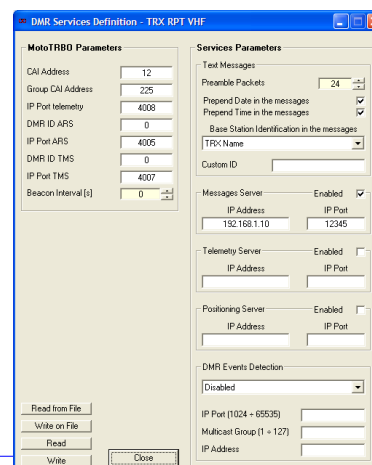 DMR Services Definition - TRX RPT VHF
MotoTRBO Parameters
CAI Address 12
Group CAI Address 225
IP Port telemetry 4008
DMR ID ARS 0
IP Port ARS 4005
DMR ID TMS 0
IP Port TMS 4007
Beacon Interval [s] 0
Read from File
Write on File
Read
Write
Close
Services Parameters
Text Messages
Preamble Packets 24
Prepend Date in the messages
Prepend Time in the messages
Base Station Identification in the messages
TRX Name
Custom ID
Messages Server Enabled
IP Address IP Port
192.168.1.10 12345
Telemetry Server Enabled
IP Address IP Port
Positioning Server Enabled
IP Address IP Port
DMR Events Detection
Disabled
IP Port (1024 ÷ 65535)
Multicast Group (1 ÷ 127)
IP Address